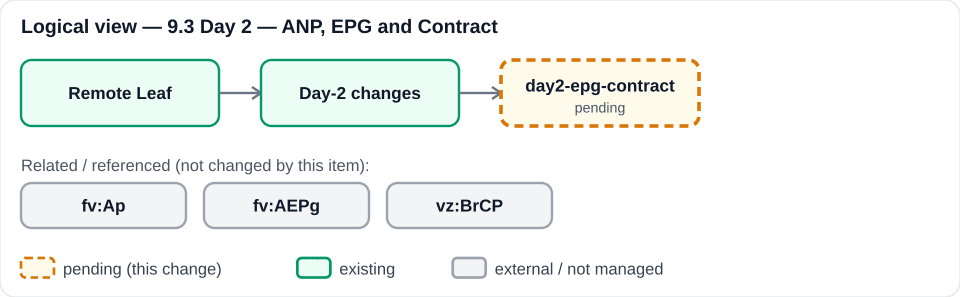 Logical view — 9.3 Day 2 — ANP, EPG and Contract
Remote Leaf
Day-2 changes
day2-epg-contract
pending
Related / referenced (not changed by this item):
fv:Ap
fv:AEPg
vz:BrCP
pending (this change)
existing
external / not managed